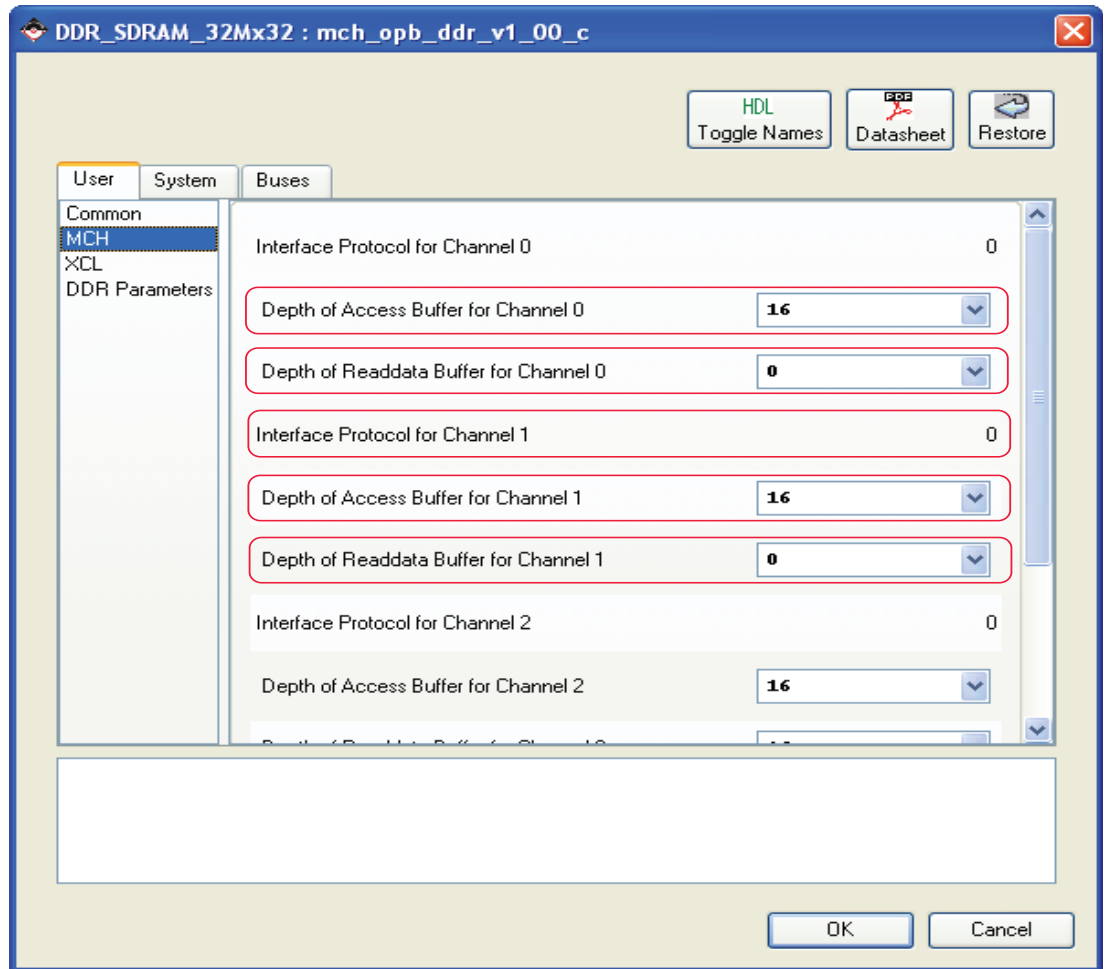 DDR_SDRAM_32Mx32 : mch_opb_ddr_v1_00_c
HDL
Toggle Names
PDF
Datasheet
Restore
User
System
Buses
Common
MCH
XCL
DDR Parameters
Interface Protocol for Channel 0 0
Depth of Access Buffer for Channel 0 16
Depth of Readdata Buffer for Channel 0 0
Interface Protocol for Channel 1 0
Depth of Access Buffer for Channel 1 16
Depth of Readdata Buffer for Channel 1 0
Interface Protocol for Channel 2 0
Depth of Access Buffer for Channel 2 16
OK
Cancel